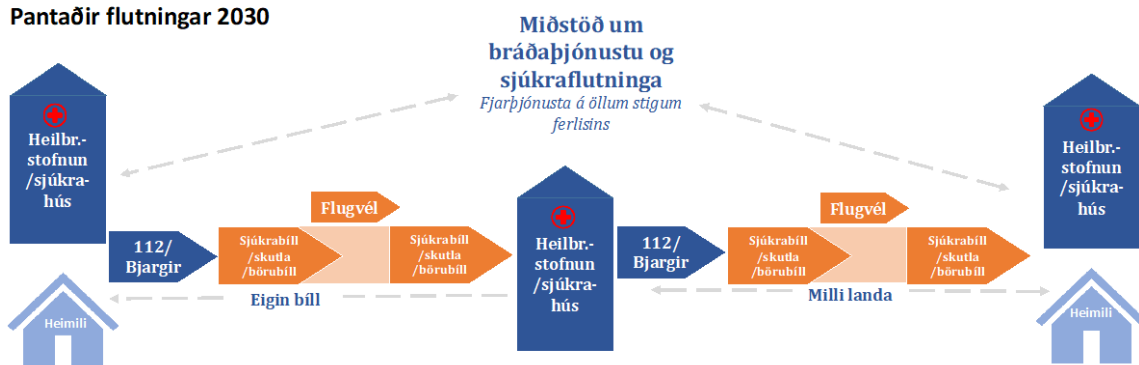 Pantaðir flutningar 2030
Miðstöð um
bráðaþjónustu og
sjúkraflutninga
Fjarþjónusta á öllum stigum
ferlisins
Heilbr.-
stofnun
/sjúkra-
hús
112/
Bjargir
Sjúkrabíll
/skutla
/börubíll
Flugvél
Sjúkrabíll
/skutla
/börubíll
Eigin bíll
Heimili
Heilbr.-
stofnun
/sjúkra-
hús
112/
Bjargir
Sjúkrabíll
/skutla
/börubíll
Flugvél
Sjúkrabíll
/skutla
/börubíll
Milli landa
Heilbr.-
stofnun
/sjúkra-
hús
Heimili